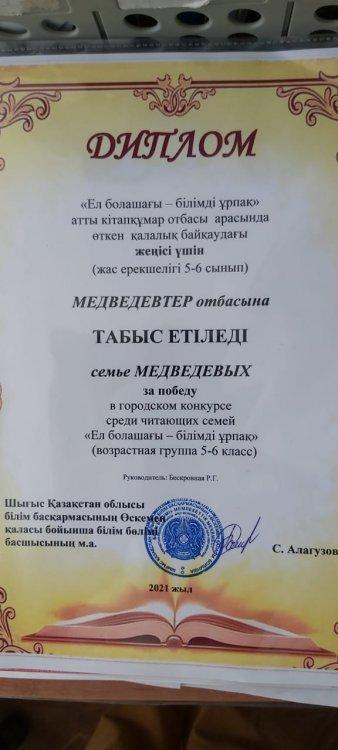 ДИПЛОМ
«Ел болашағы – білімді ұрпақ»
атты кітапқұмар отбасы арасында
өткен қалалық байқаудағы
жеңісі үшін
(жас ерекшелігі 5-6 сынып)
МЕДВЕДЕВТЕР отбасына
ТАБЫС ЕТІЛЕДІ
семье МЕДВЕДЕВЫХ
за победу
в городском конкурсе
среди читающих семей
«Ел болашағы – білімді ұрпақ»
(возрастная группа 5-6 класс)
Руководитель: Бескровная Р.Г.
Шығыс Қазақстан облысы
білім басқармасының Өскемен
қаласы бойынша білім бөлімі
басшысының м.а.
С. Алагузов
2021 жыл